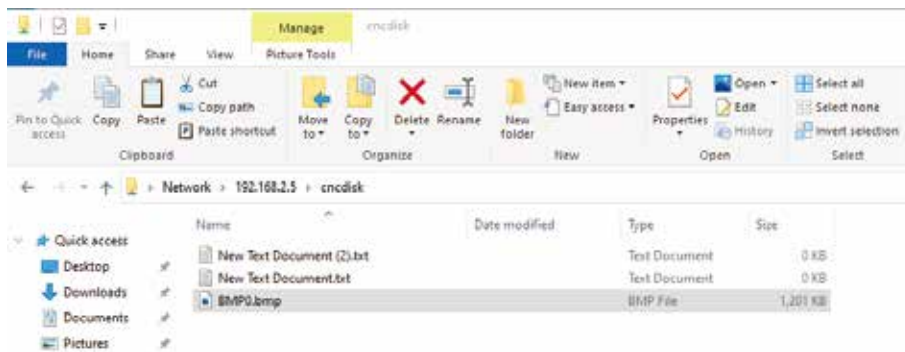 Manage cncdisk
File Home Share View Picture Tools
Pin to Quick access
Copy
Paste
Cut
Copy path
Paste shortcut
Clipboard
Move to
Copy to
Delete
Rename
Organize
New folder
New item
Easy access
New
Properties
Open
Edit
History
Open
Select all
Select none
Invert selection
Select
Network > 192.168.2.5 > cncdisk
Name Date modified Type Size
Quick access
Desktop
Downloads
Documents
Pictures
New Text Document (2).txt Text Document 0 KB
New Text Document.txt Text Document 0 KB
BMP0.bmp BMP File 1,201 KB